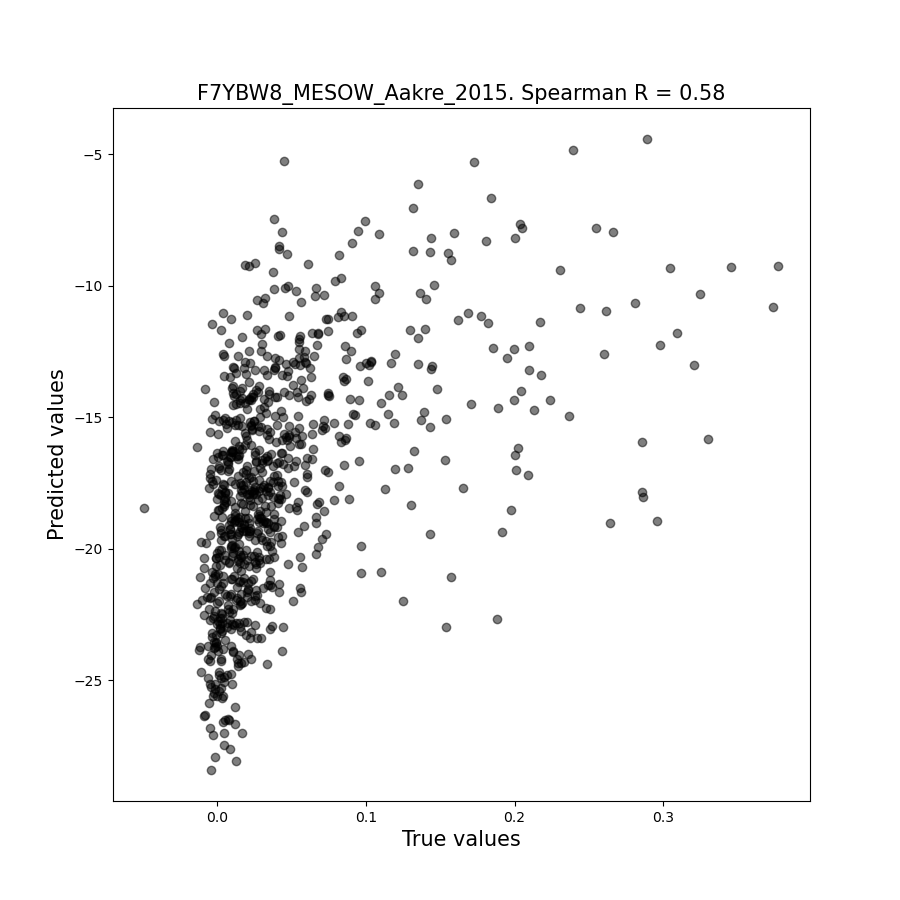 F7YBW8_MESOW_Aakre_2015. Spearman R = 0.58
Predicted values
−5
−10
−15
−20
−25
0.0 0.1 0.2 0.3
True values